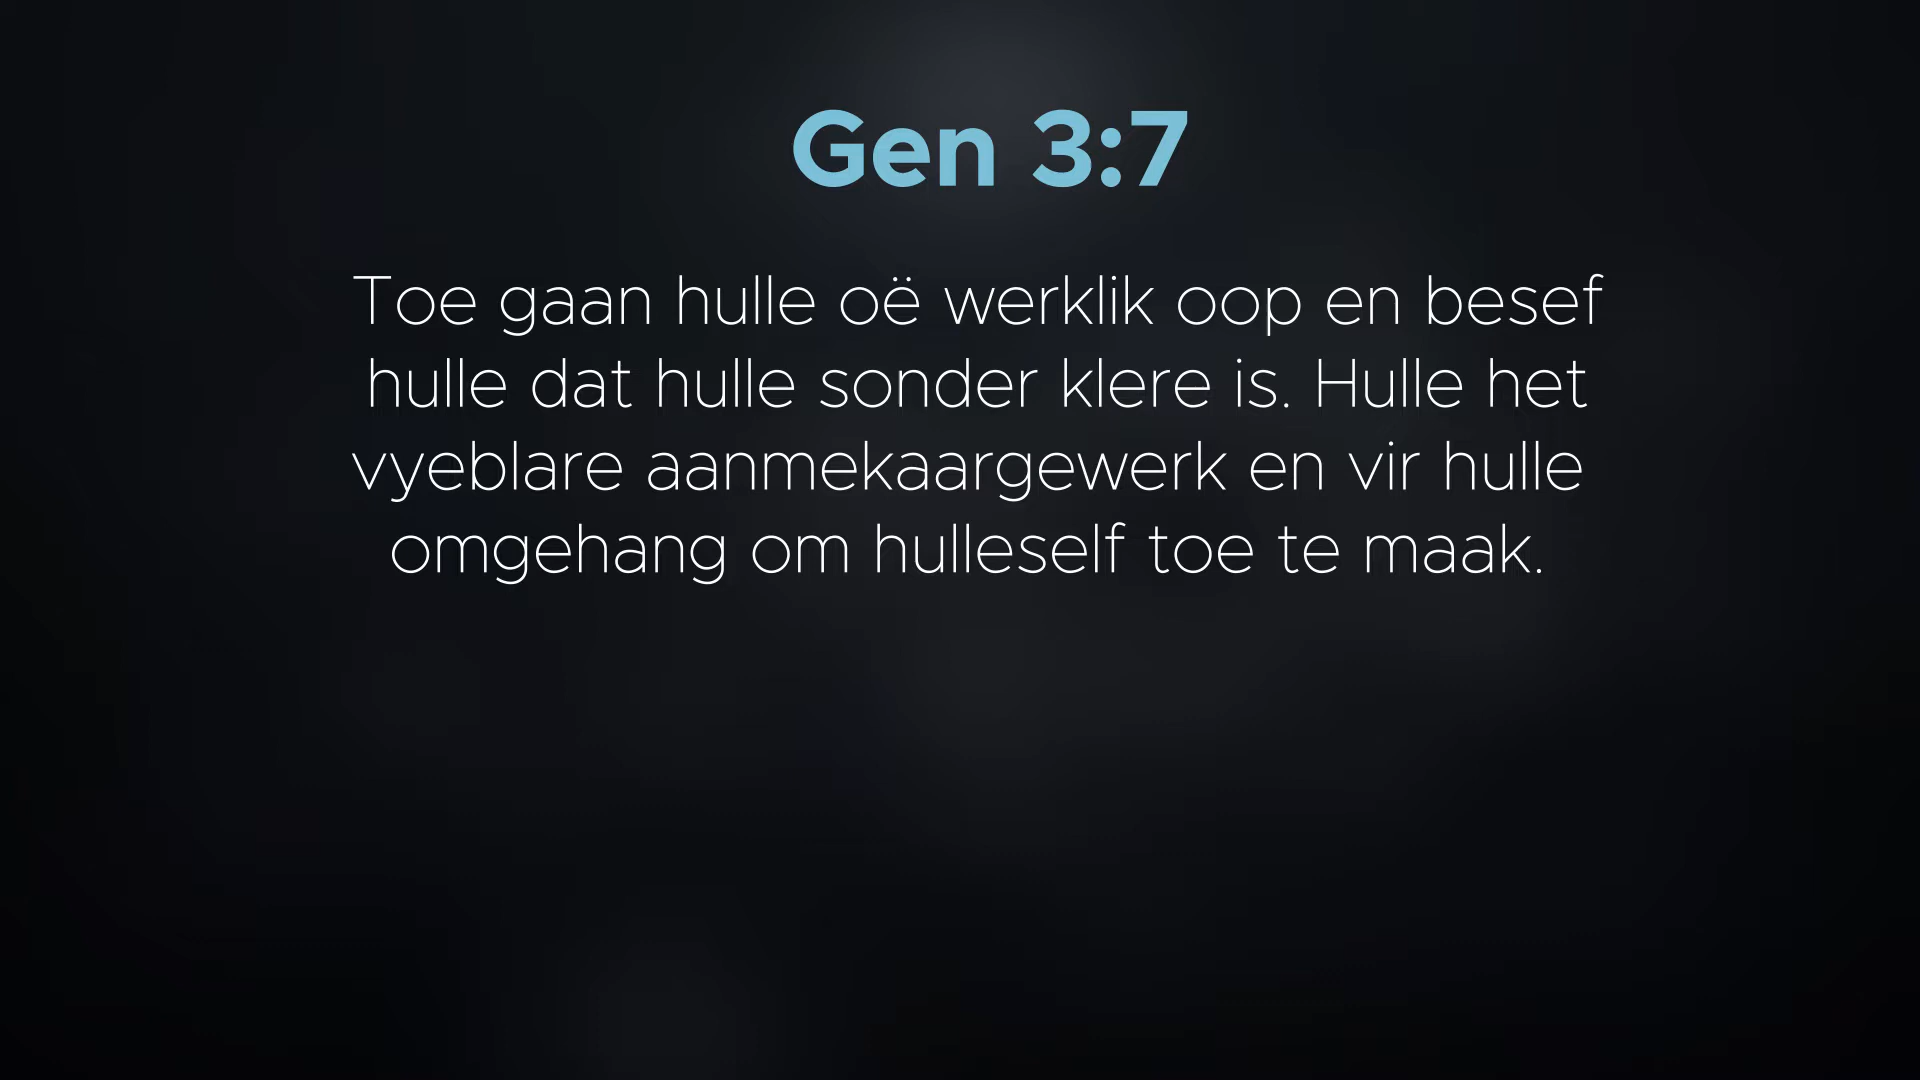 Gen 3:7
Toe gaan hulle oë werklik oop en besef
hulle dat hulle sonder klere is. Hulle het
vyeblare aanmekaargewerk en vir hulle
omgehang om hulleself toe te maak.